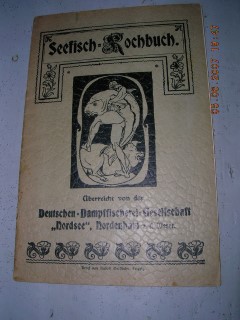 Seefisch-Kochbuch.
Überreicht von der
Deutschen Dampffischerei-Gesellschaft
„Nordsee“, Nordenham a. d. Weser.